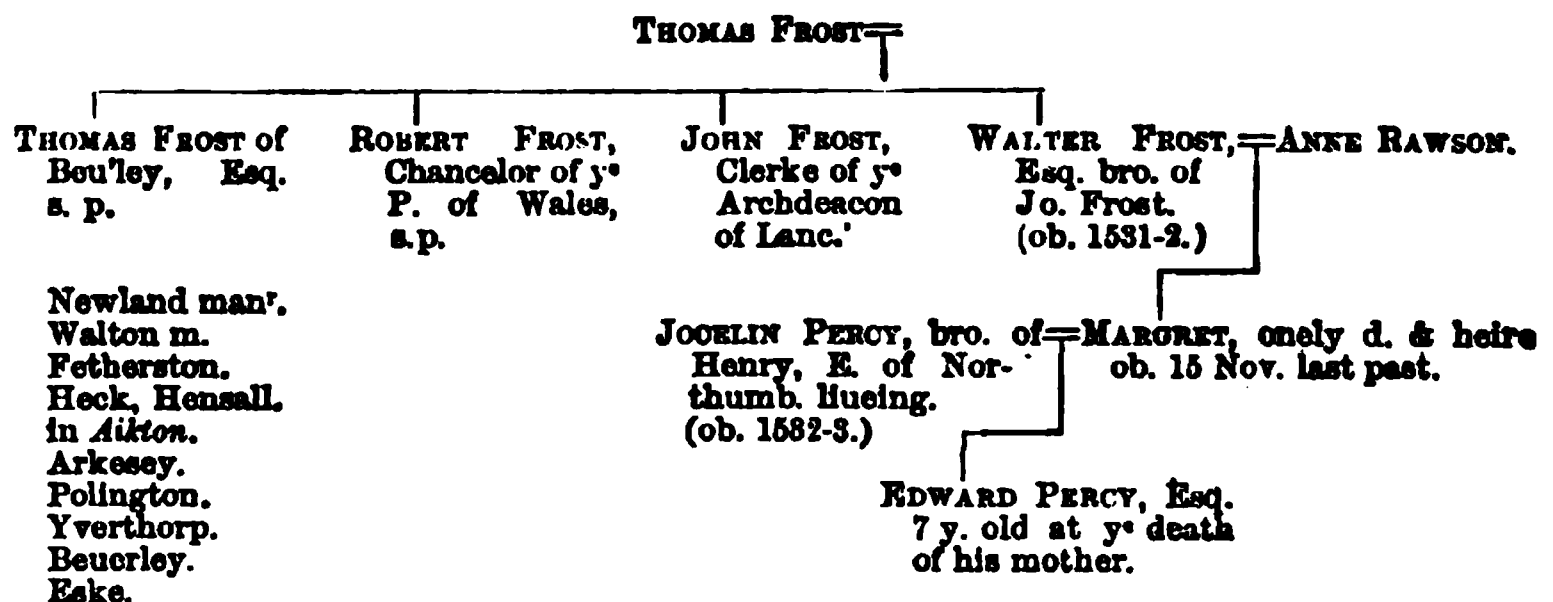 THOMAS FROST
THOMAS FROST of
Beu'ley, Esq.
s. p.
ROBERT FROST,
Chancelor of yᵉ
P. of Wales,
s.p.
JOHN FROST,
Clerke of yᵉ
Archdeacon
of Lanc.'
WALTER FROST,
Esq. bro. of
Jo. Frost.
(ob. 1531-2.)
ANNE RAWSON.
Newland manʳ.
Walton m.
Fetherston.
Heck, Hensall.
in Aikton.
Arkesey.
Polington.
Yverthorp.
Beuerley.
Eske.
JOCELIN PERCY, bro. of
Henry, E. of Nor-
thumb. liueing.
(ob. 1532-3.)
MARGRET, onely d. & heire
ob. 15 Nov. last past.
EDWARD PERCY, Esq.
7 y. old at yᵉ death
of his mother.